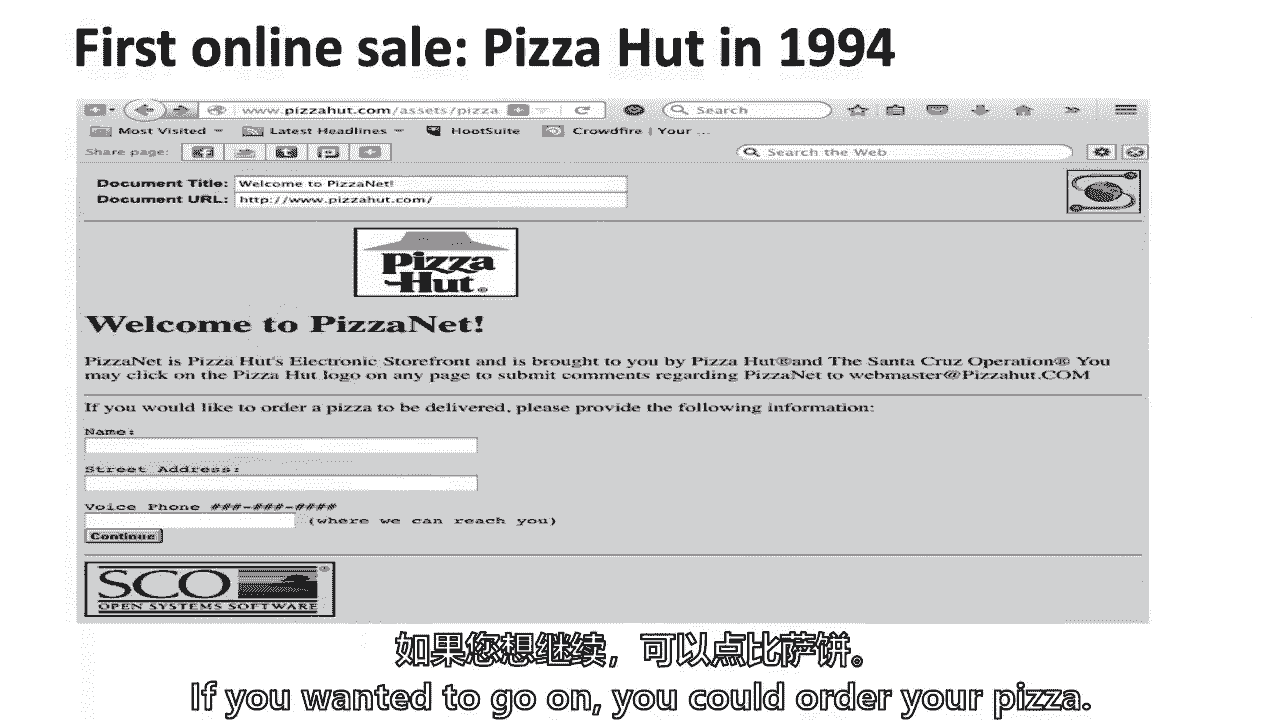 First online sale: Pizza Hut in 1994
www.pizzahut.com/assets/pizza
Search
Most Visited
Latest Headlines
HootSuite
Crowdfire | Your ...
Share page:
Search the Web
Document Title: Welcome to PizzaNet!
Document URL: http://www.pizzahut.com/
Pizza
Hut®
Welcome to PizzaNet!
PizzaNet is Pizza Hut's Electronic Storefront and is brought to you by Pizza Hut®and The Santa Cruz Operation® You
may click on the Pizza Hut logo on any page to submit comments regarding PizzaNet to webmaster@Pizzahut.COM
If you would like to order a pizza to be delivered, please provide the following information:
Name:
Street Address:
Voice Phone ###-###-####
(where we can reach you)
Continue
SCO®
OPEN SYSTEMS SOFTWARE
如果您想继续，可以点比萨饼。
If you wanted to go on, you could order your pizza.